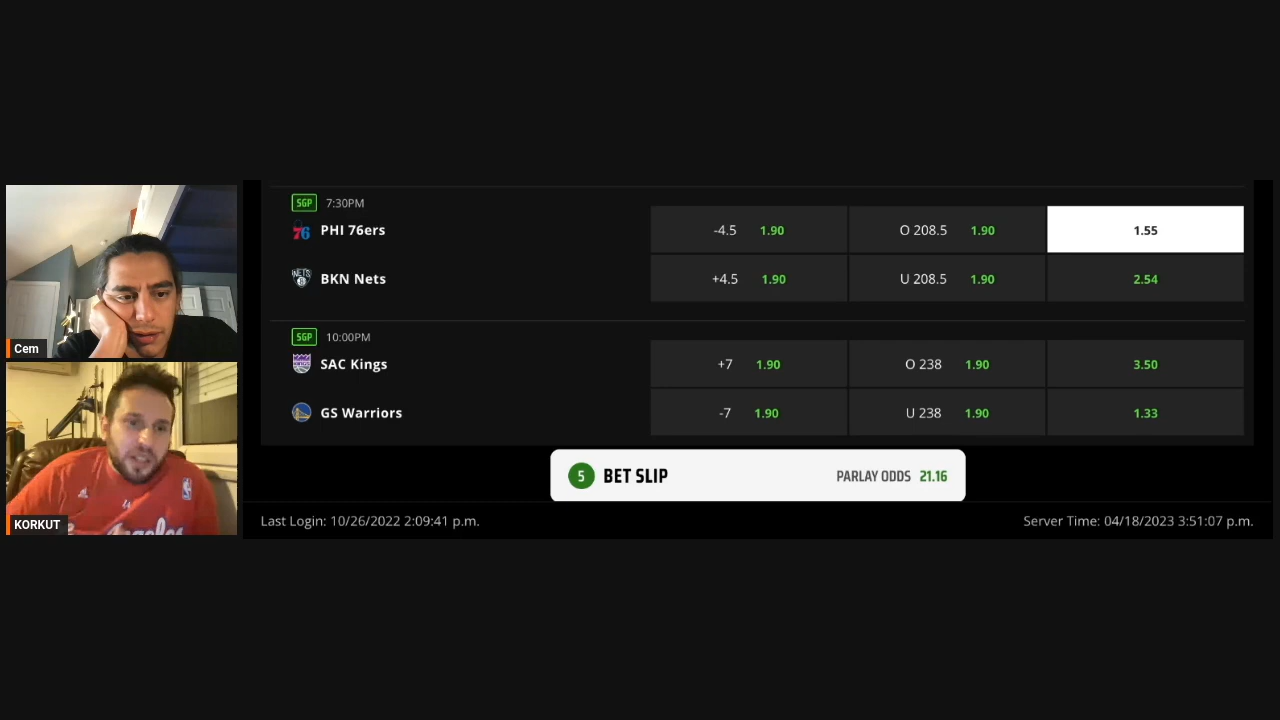 SGP 7:30PM
PHI 76ers -4.5 1.90 O 208.5 1.90 1.55
BKN Nets +4.5 1.90 U 208.5 1.90 2.54
SGP 10:00PM
SAC Kings +7 1.90 O 238 1.90 3.50
GS Warriors -7 1.90 U 238 1.90 1.33
5 BET SLIP PARLAY ODDS 21.16
Last Login: 10/26/2022 2:09:41 p.m. Server Time: 04/18/2023 3:51:07 p.m.
Cem
KORKUT